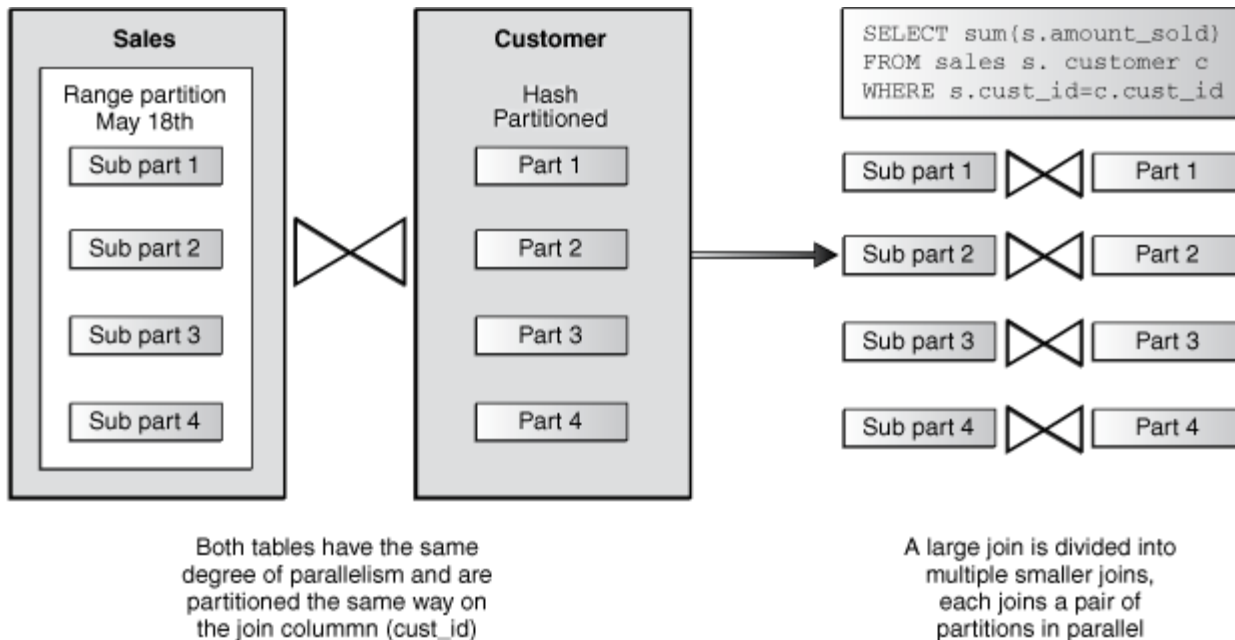 Sales
Range partition
May 18th
Sub part 1
Sub part 2
Sub part 3
Sub part 4
Customer
Hash
Partitioned
Part 1
Part 2
Part 3
Part 4
SELECT sum(s.amount_sold)
FROM sales s. customer c
WHERE s.cust_id=c.cust_id
Sub part 1 Part 1
Sub part 2 Part 2
Sub part 3 Part 3
Sub part 4 Part 4
Both tables have the same
degree of parallelism and are
partitioned the same way on
the join colummn (cust_id)
A large join is divided into
multiple smaller joins,
each joins a pair of
partitions in parallel